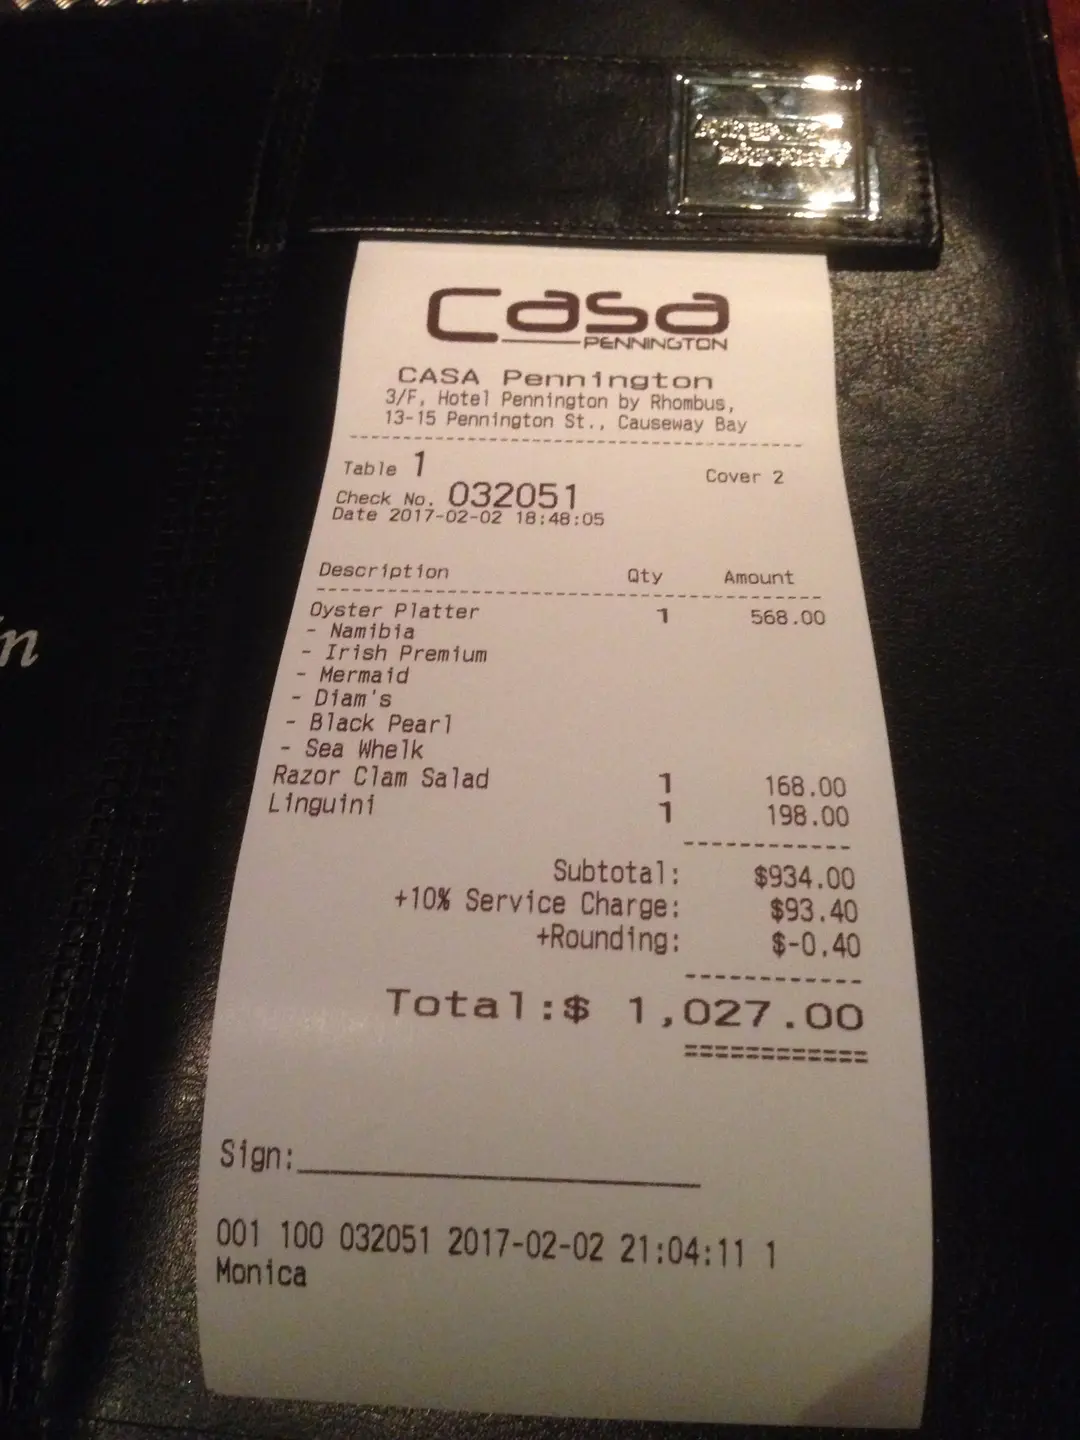 Casa
PENNINGTON
CASA Pennington
3/F, Hotel Pennington by Rhombus,
13-15 Pennington St., Causeway Bay
Table 1 Cover 2
Check No. 032051
Date 2017-02-02 18:48:05
Description Qty Amount
Oyster Platter 1 568.00
- Namibia
- Irish Premium
- Mermaid
- Diam's
- Black Pearl
- Sea Whelk
Razor Clam Salad 1 168.00
Linguini 1 198.00
Subtotal: $934.00
+10% Service Charge: $93.40
+Rounding: $-0.40
Total:$ 1,027.00
============
Sign:
001 100 032051 2017-02-02 21:04:11 1
Monica